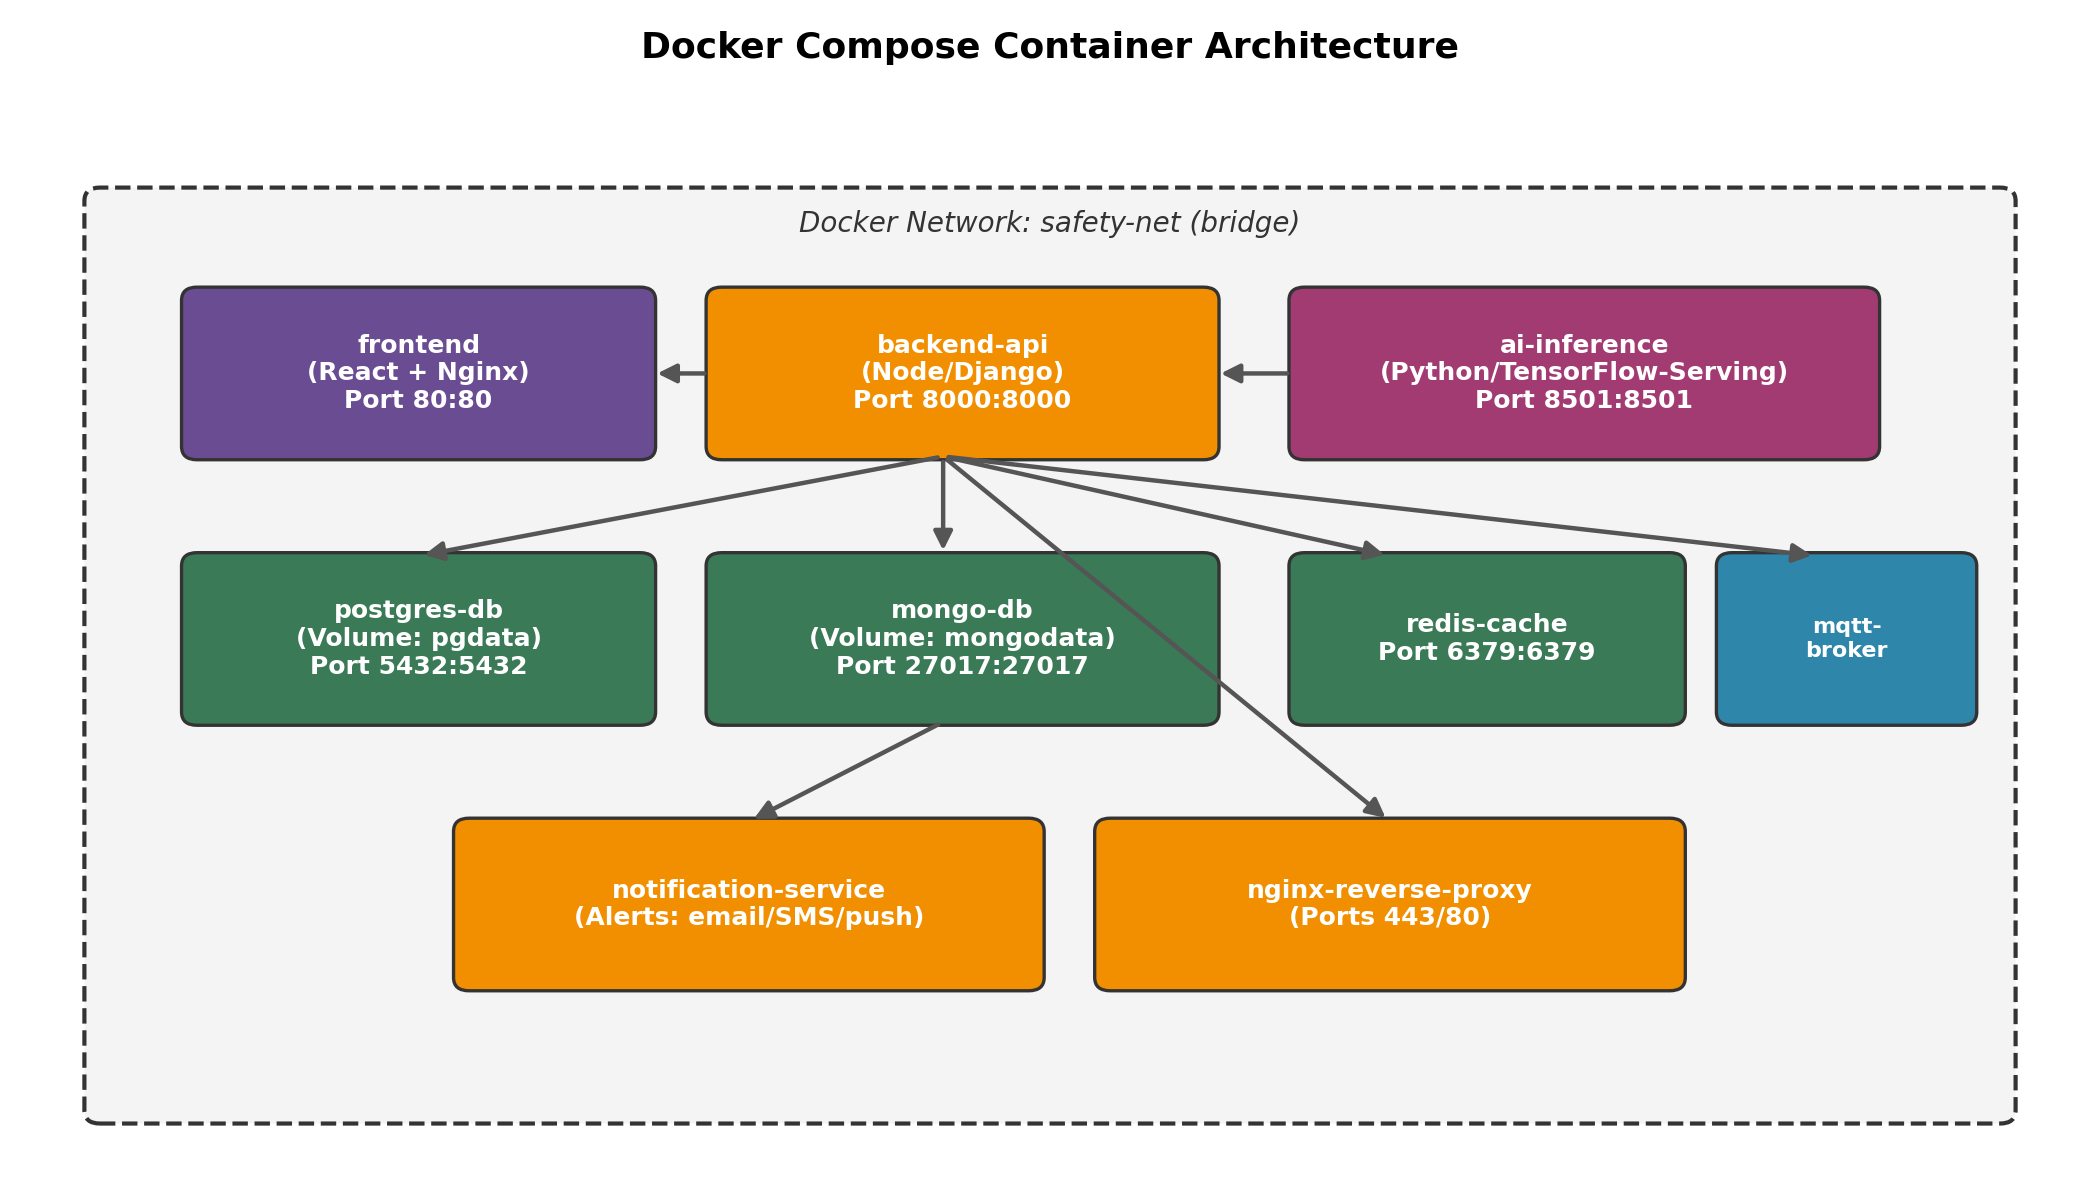 Docker Compose Container Architecture
Docker Network: safety-net (bridge)
frontend
(React + Nginx)
Port 80:80
backend-api
(Node/Django)
Port 8000:8000
ai-inference
(Python/TensorFlow-Serving)
Port 8501:8501
postgres-db
(Volume: pgdata)
Port 5432:5432
mongo-db
(Volume: mongodata)
Port 27017:27017
redis-cache
Port 6379:6379
mqtt-
broker
notification-service
(Alerts: email/SMS/push)
nginx-reverse-proxy
(Ports 443/80)